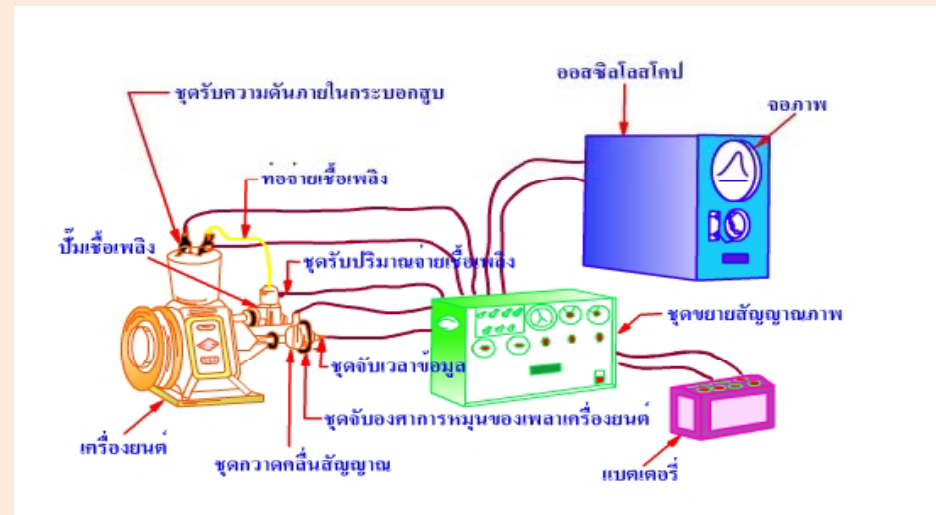 ออสซิลโลสโคป
จอภาพ
ชุดรับความดันภายในกระบอกสูบ
ท่อจ่ายเชื้อเพลิง
ปั๊มเชื้อเพลิง
ชุดรับปริมาณจ่ายเชื้อเพลิง
ชุดขยายสัญญาณภาพ
ชุดจับเวลาข้อมูล
ชุดจับองศาการหมุนของเพลาเครื่องยนต์
เครื่องยนต์
ชุดกวาดคลื่นสัญญาณ
แบตเตอรี่